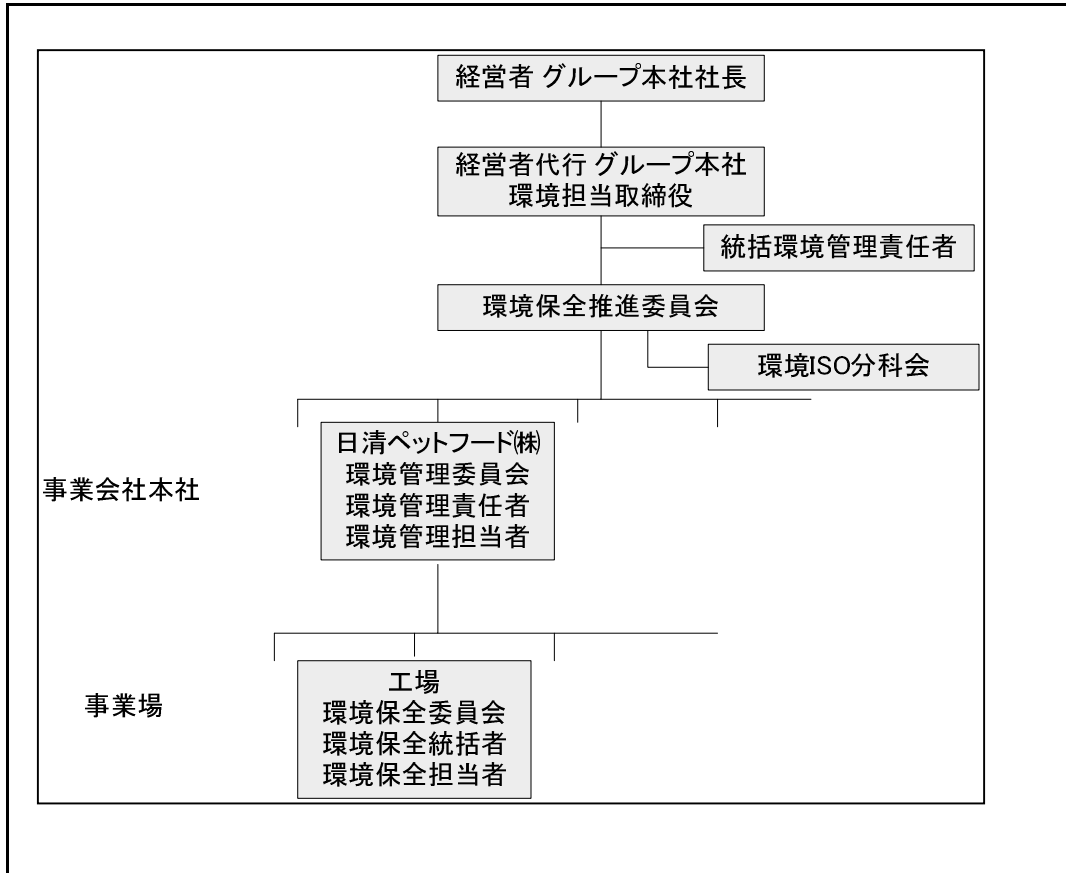 経営者 グループ本社社長
経営者代行 グループ本社
環境担当取締役
統括環境管理責任者
環境保全推進委員会
環境ISO分科会
事業会社本社
日清ペットフード㈱
環境管理委員会
環境管理責任者
環境管理担当者
事業場
工場
環境保全委員会
環境保全統括者
環境保全担当者